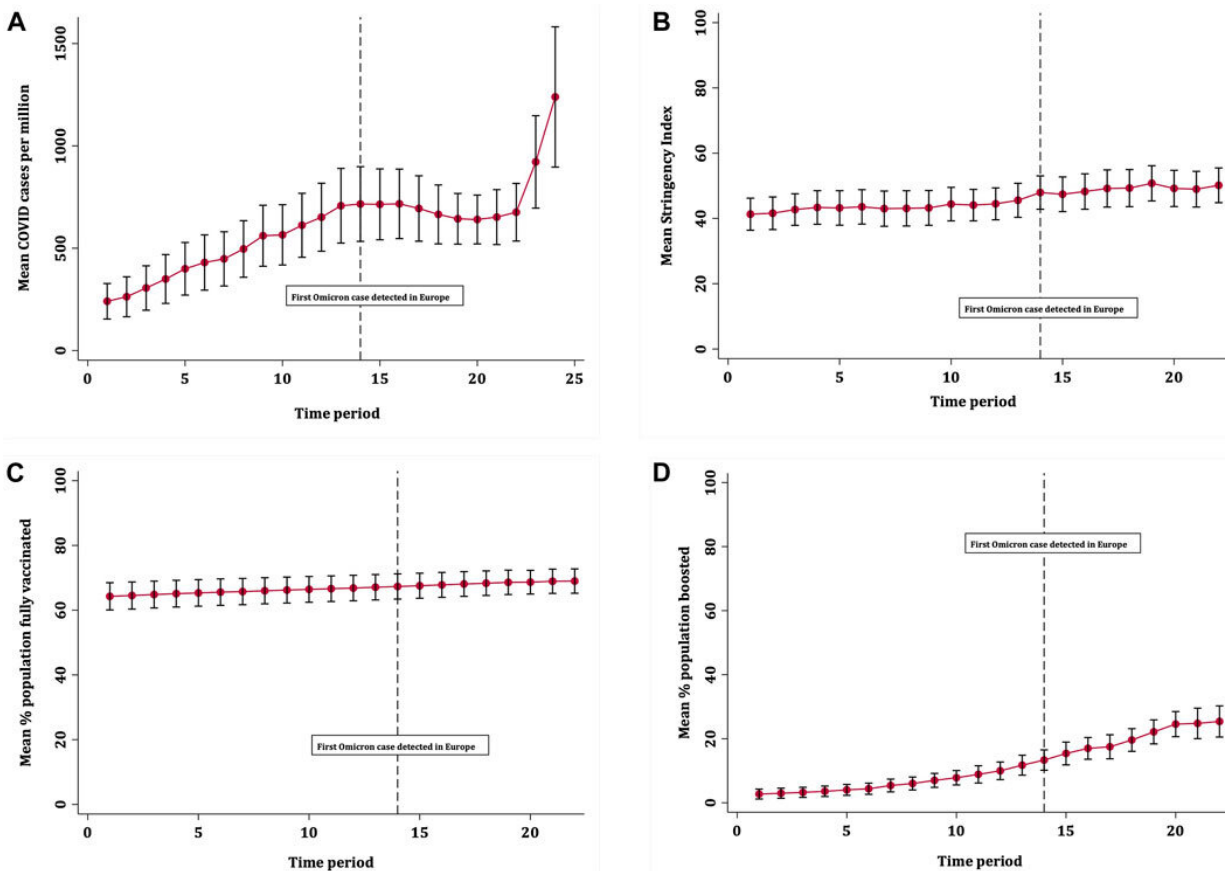 A
Mean COVID cases per million
1500
1000
500
0
First Omicron case detected in Europe
0 5 10 15 20 25
Time period
B
Mean Stringency Index
100
80
60
40
20
0
First Omicron case detected in Europe
0 5 10 15 20
Time period
C
Mean % population fully vaccinated
100
80
60
40
20
0
First Omicron case detected in Europe
0 5 10 15 20
Time period
D
Mean % population boosted
100
80
60
40
20
0
First Omicron case detected in Europe
0 5 10 15 20
Time period